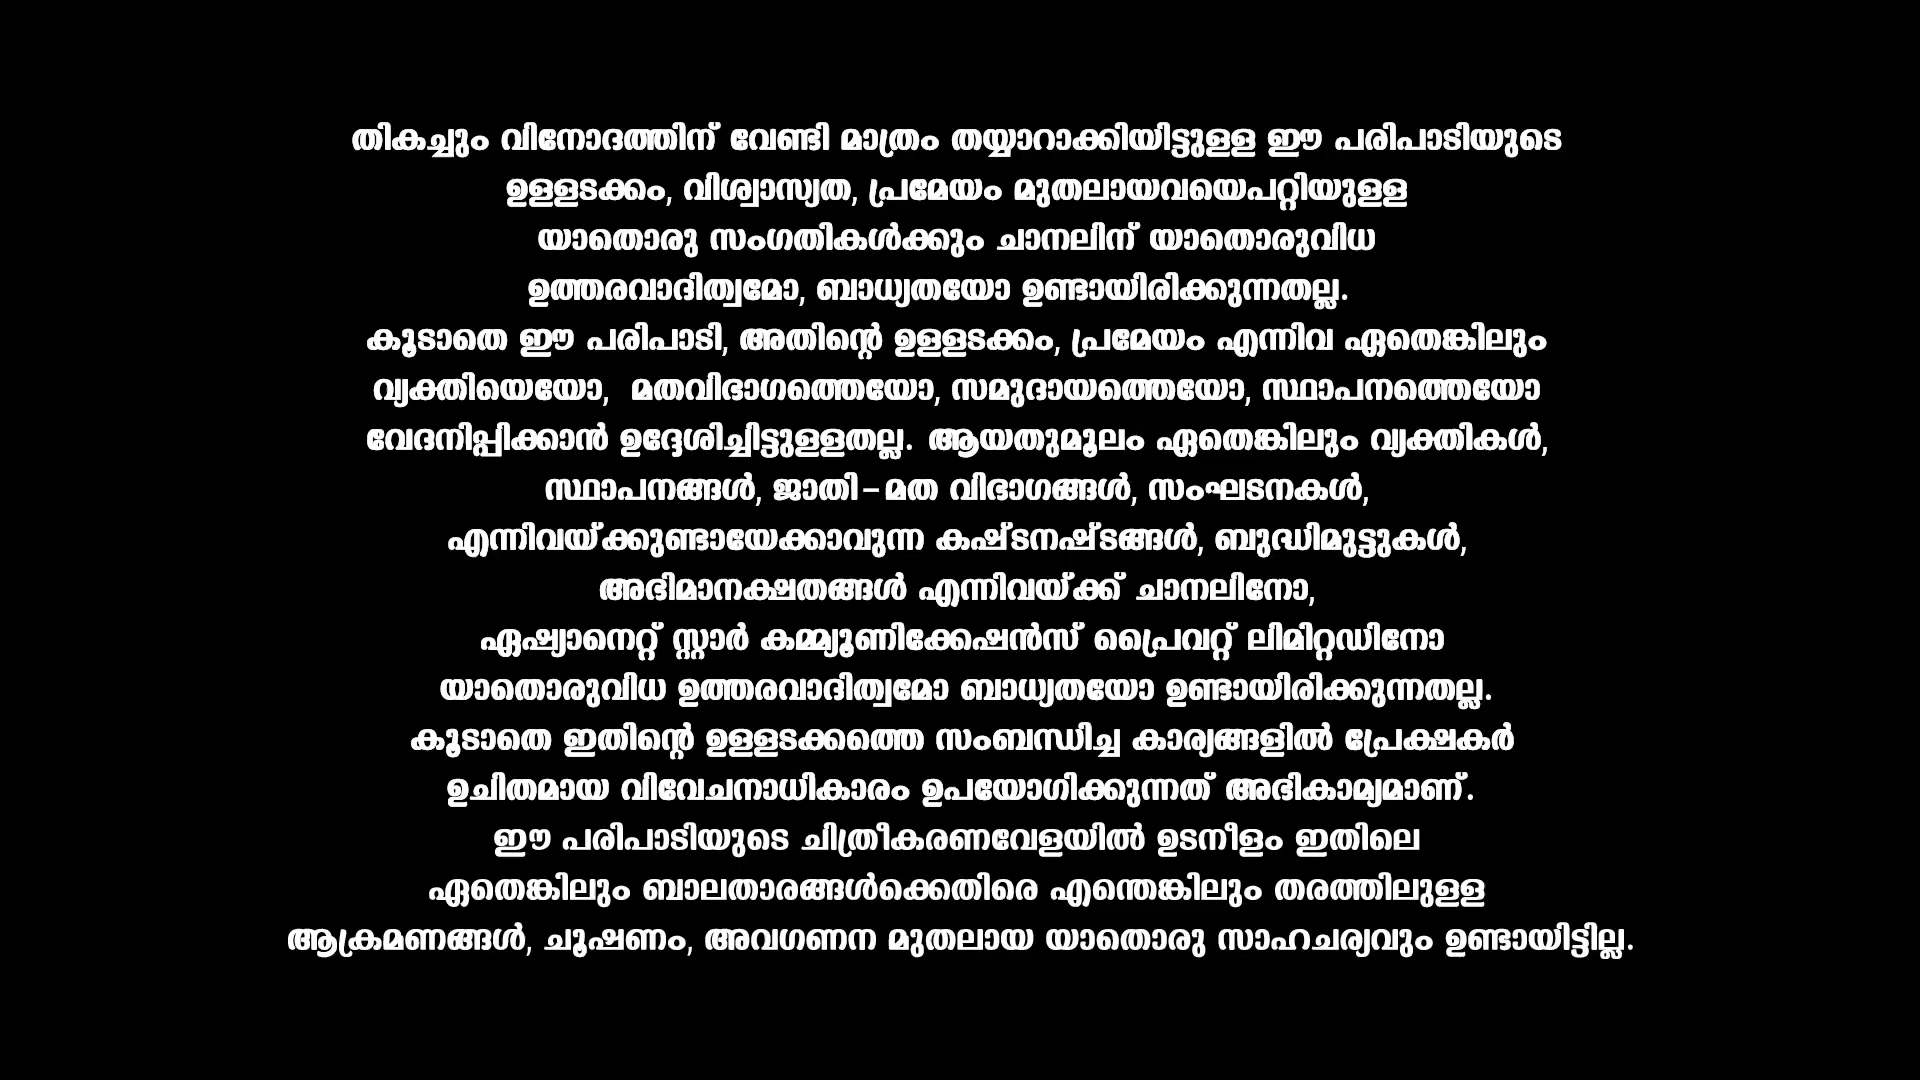 തികച്ചും വിനോദത്തിന് വേണ്ടി മാത്രം തയ്യാറാക്കിയിട്ടുള്ള ഈ പരിപാടിയുടെ
ഉള്ളടക്കം, വിശ്വാസ്യത, പ്രമേയം മുതലായവയെപറ്റിയുള്ള
യാതൊരു സംഗതികൾക്കും ചാനലിന് യാതൊരുവിധ
ഉത്തരവാദിത്വമോ, ബാധ്യതയോ ഉണ്ടായിരിക്കുന്നതല്ല.
കൂടാതെ ഈ പരിപാടി, അതിന്റെ ഉള്ളടക്കം, പ്രമേയം എന്നിവ ഏതെങ്കിലും
വ്യക്തിയെയോ, മതവിഭാഗത്തെയോ, സമുദായത്തെയോ, സ്ഥാപനത്തെയോ
വേദനിപ്പിക്കാൻ ഉദ്ദേശിച്ചിട്ടുള്ളതല്ല. ആയതുമൂലം ഏതെങ്കിലും വ്യക്തികൾ,
സ്ഥാപനങ്ങൾ, ജാതി-മത വിഭാഗങ്ങൾ, സംഘടനകൾ,
എന്നിവയ്ക്കുണ്ടായേക്കാവുന്ന കഷ്ടനഷ്ടങ്ങൾ, ബുദ്ധിമുട്ടുകൾ,
അഭിമാനക്ഷതങ്ങൾ എന്നിവയ്ക്ക് ചാനലിനോ,
ഏഷ്യാനെറ്റ് സ്റ്റാർ കമ്മ്യൂണിക്കേഷൻസ് പ്രൈവറ്റ് ലിമിറ്റഡിനോ
യാതൊരുവിധ ഉത്തരവാദിത്വമോ ബാധ്യതയോ ഉണ്ടായിരിക്കുന്നതല്ല.
കൂടാതെ ഇതിന്റെ ഉള്ളടക്കത്തെ സംബന്ധിച്ച കാര്യങ്ങളിൽ പ്രേക്ഷകർ
ഉചിതമായ വിവേചനാധികാരം ഉപയോഗിക്കുന്നത് അഭികാമ്യമാണ്.
ഈ പരിപാടിയുടെ ചിത്രീകരണവേളയിൽ ഉടനീളം ഇതിലെ
ഏതെങ്കിലും ബാലതാരങ്ങൾക്കെതിരെ എന്തെങ്കിലും തരത്തിലുള്ള
ആക്രമണങ്ങൾ, ചൂഷണം, അവഗണന മുതലായ യാതൊരു സാഹചര്യവും ഉണ്ടായിട്ടില്ല.